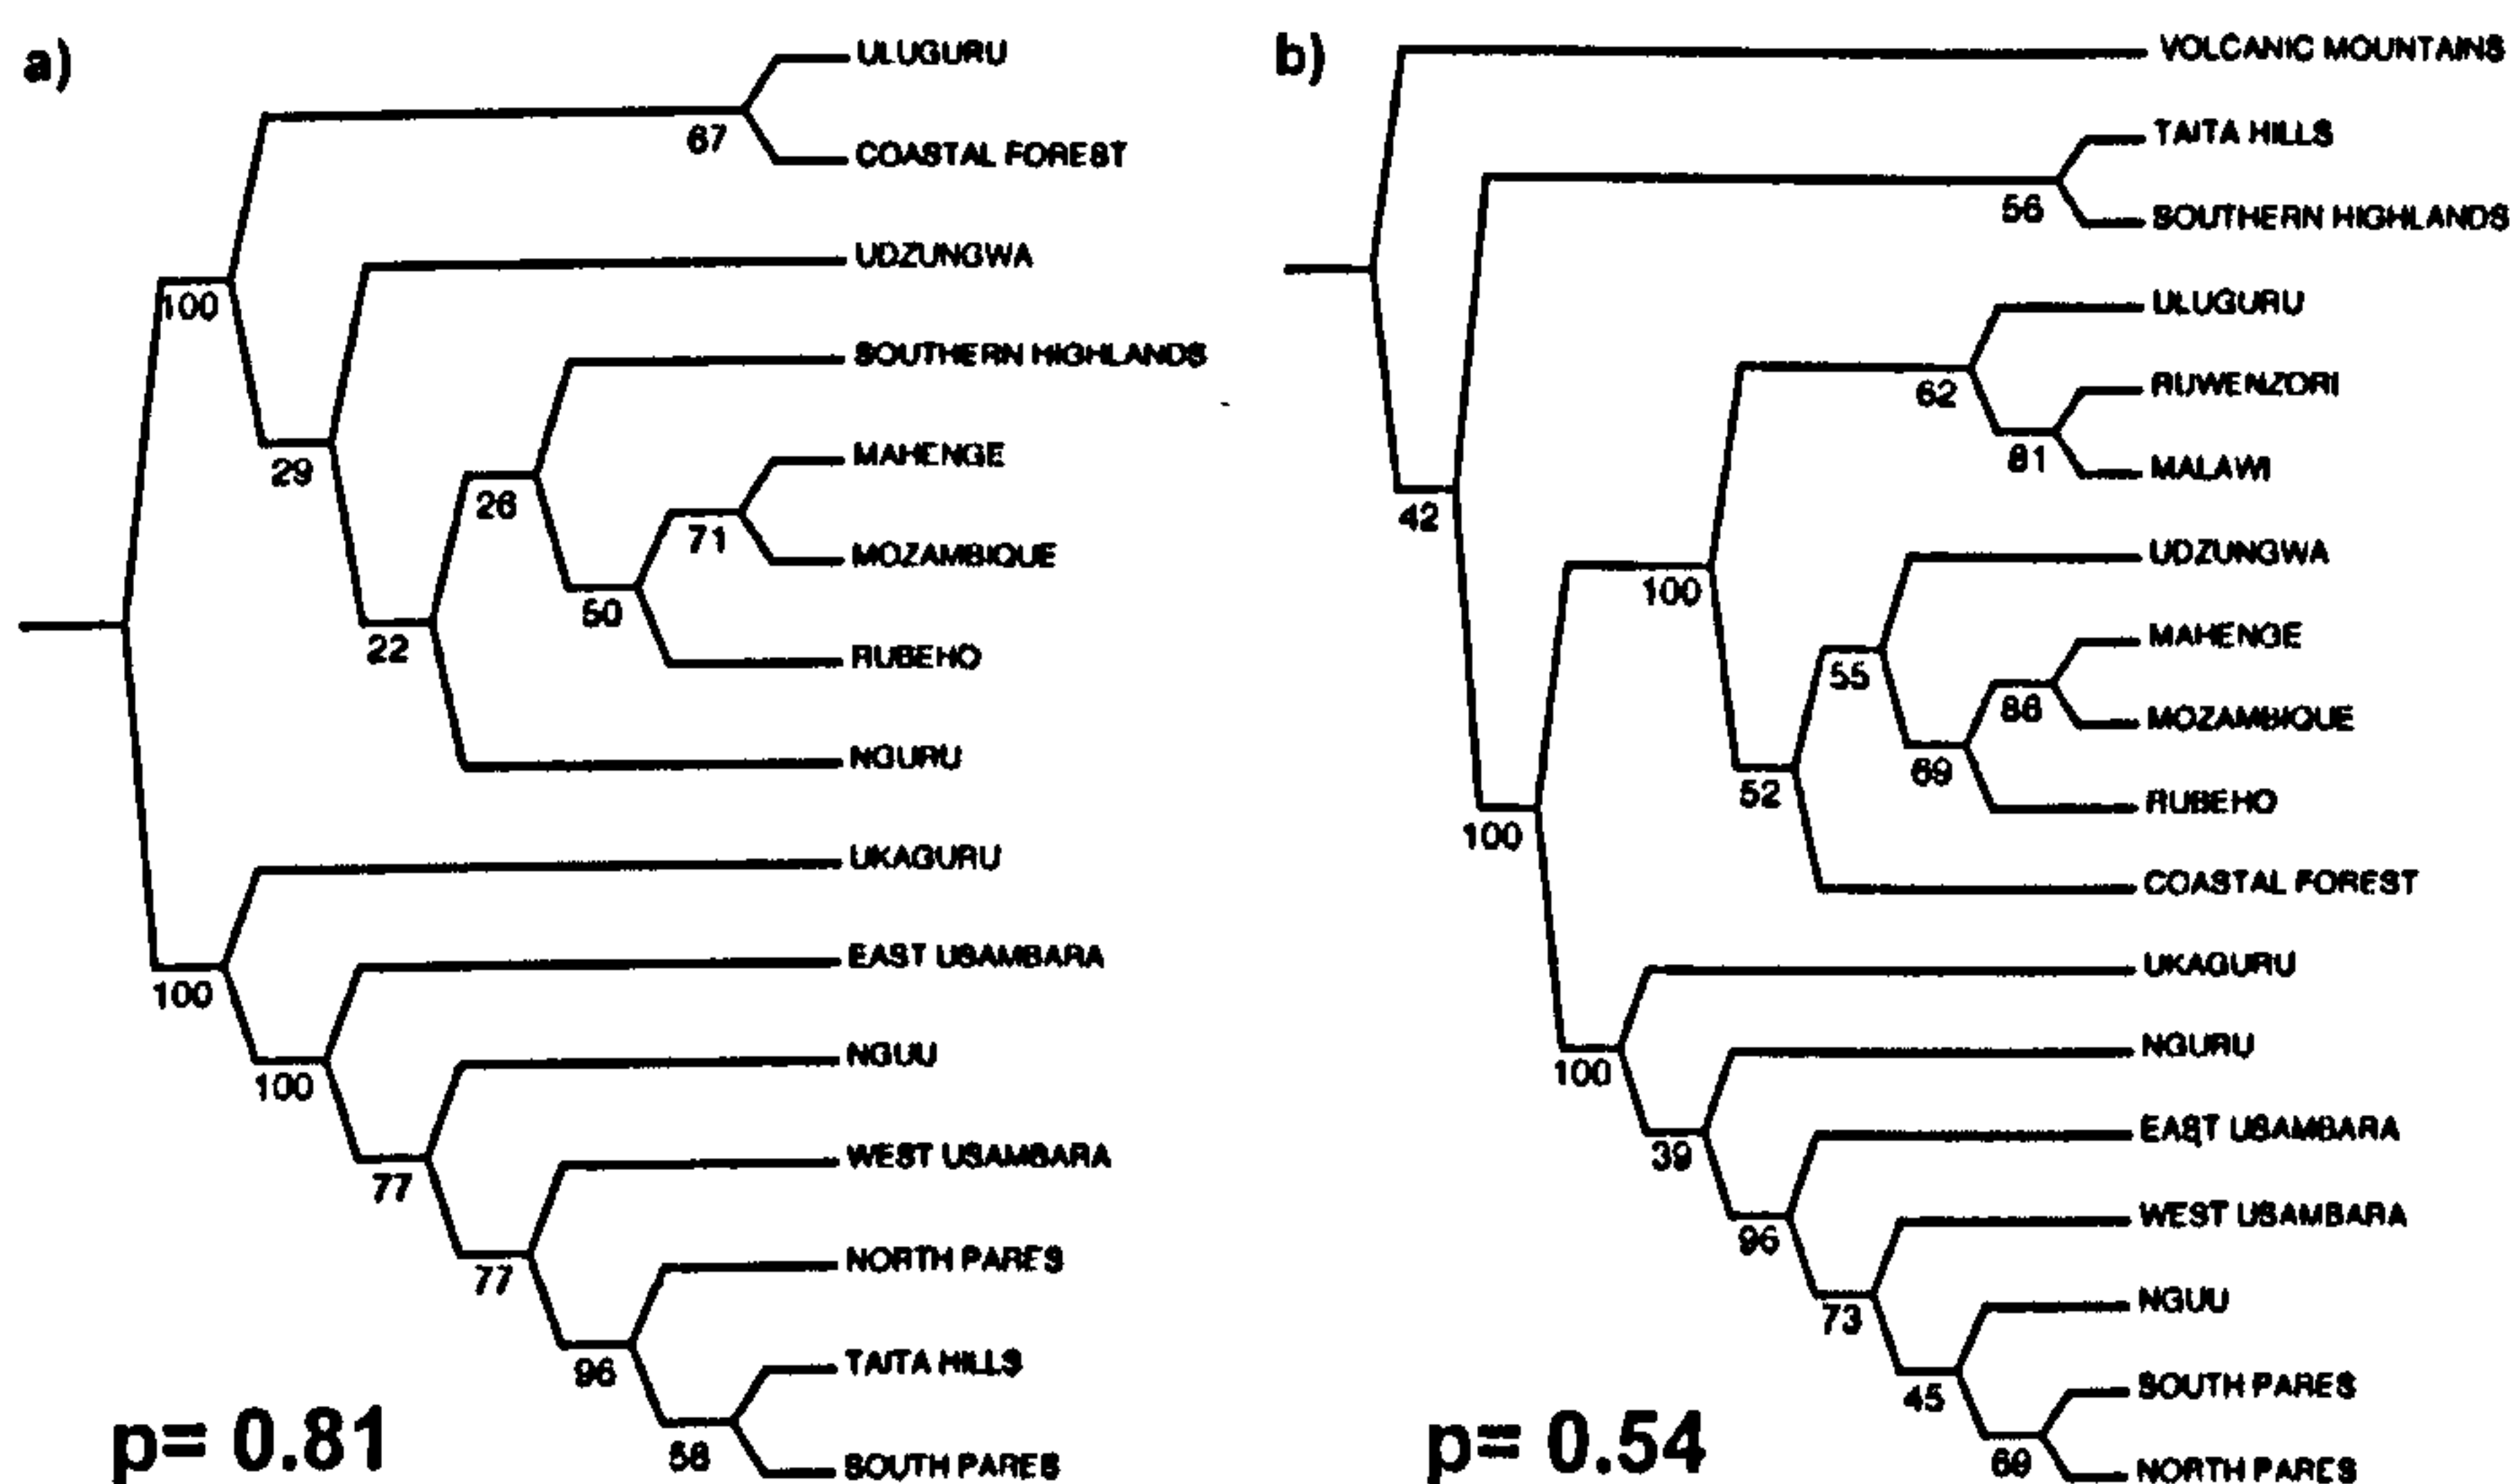 a)
ULUGURU
67
COASTAL FOREST
UDZUNGWA
100
SOUTHERN HIGHLANDS
29
MAHENGE
26
71
MOZAMBIQUE
50
22
RUBEHO
NGURU
UKAGURU
EAST USAMBARA
100
NGUU
100
WEST USAMBARA
77
NORTH PARES
77
TAITA HILLS
96
58
SOUTH PARES
p= 0.81
b)
VOLCANIC MOUNTAINS
TAITA HILLS
56
SOUTHERN HIGHLANDS
ULUGURU
RUWENZORI
62
81
MALAWI
42
UDZUNGWA
100
MAHENGE
55
88
MOZAMBIQUE
69
52
RUBEHO
100
COASTAL FOREST
UKAGURU
NGURU
100
EAST USAMBARA
39
WEST USAMBARA
96
NGUU
73
SOUTH PARES
45
69
NORTH PARES
p= 0.54